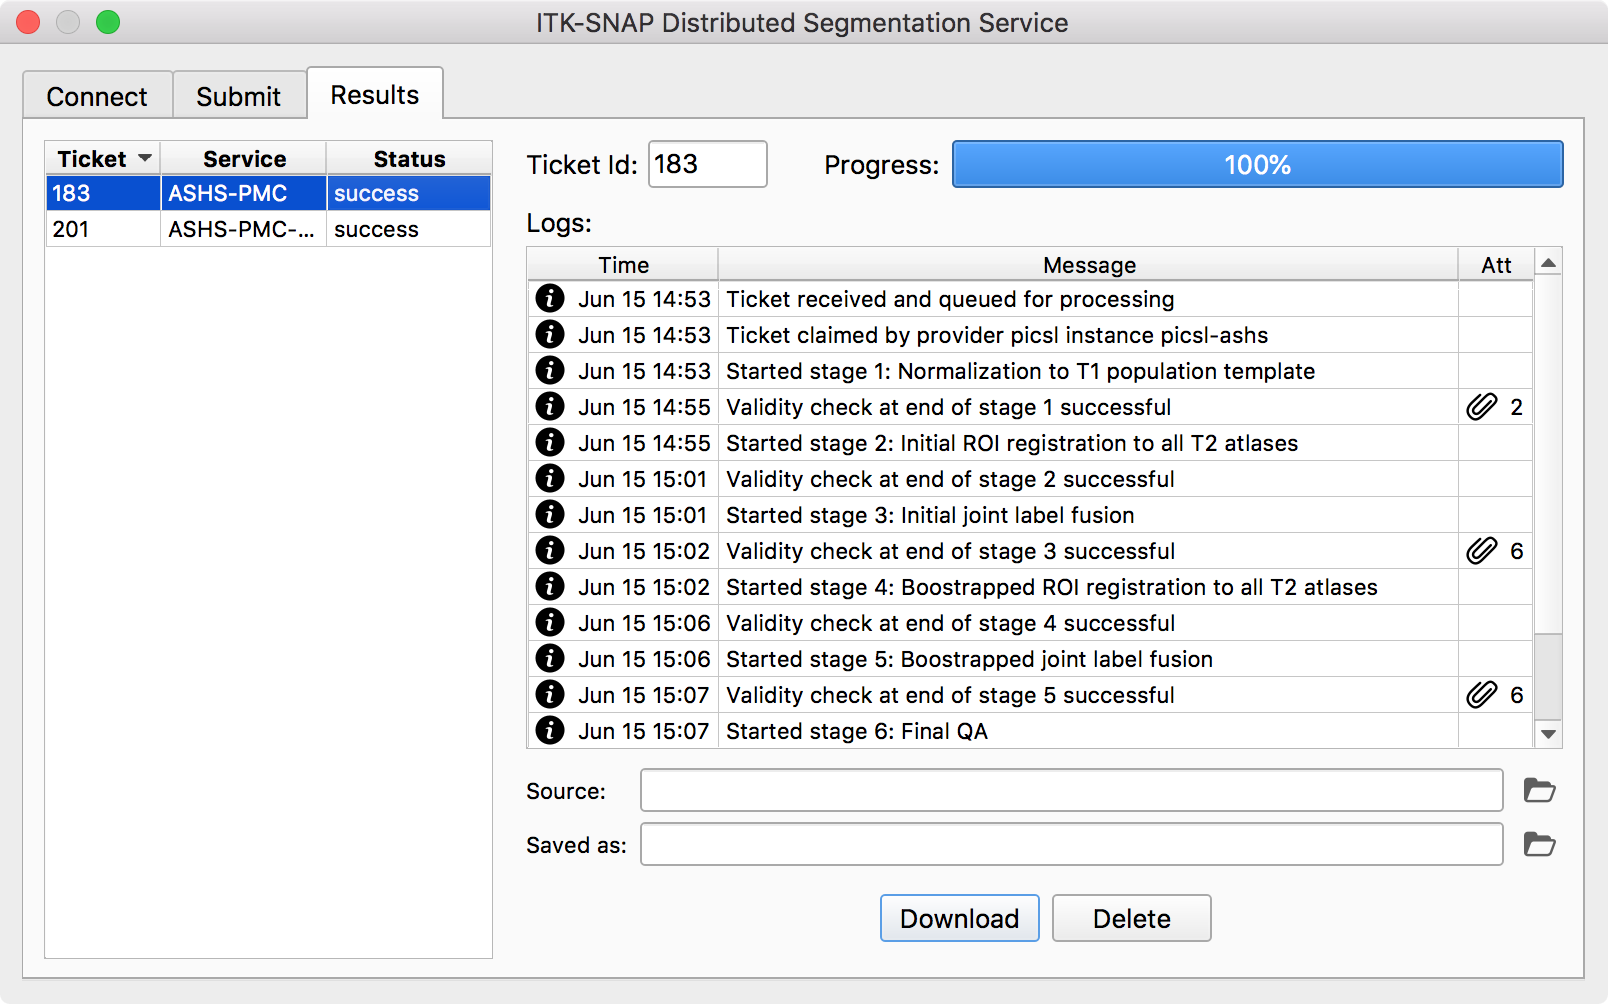 ITK-SNAP Distributed Segmentation Service
Connect Submit Results
Ticket Service Status
183 ASHS-PMC success
201 ASHS-PMC-... success
Ticket Id: 183 Progress: 100%
Logs:
Time Message Att
Jun 15 14:53 Ticket received and queued for processing
Jun 15 14:53 Ticket claimed by provider picsl instance picsl-ashs
Jun 15 14:53 Started stage 1: Normalization to T1 population template
Jun 15 14:55 Validity check at end of stage 1 successful 2
Jun 15 14:55 Started stage 2: Initial ROI registration to all T2 atlases
Jun 15 15:01 Validity check at end of stage 2 successful
Jun 15 15:01 Started stage 3: Initial joint label fusion
Jun 15 15:02 Validity check at end of stage 3 successful 6
Jun 15 15:02 Started stage 4: Boostrapped ROI registration to all T2 atlases
Jun 15 15:06 Validity check at end of stage 4 successful
Jun 15 15:06 Started stage 5: Boostrapped joint label fusion
Jun 15 15:07 Validity check at end of stage 5 successful 6
Jun 15 15:07 Started stage 6: Final QA
Source:
Saved as:
Download Delete